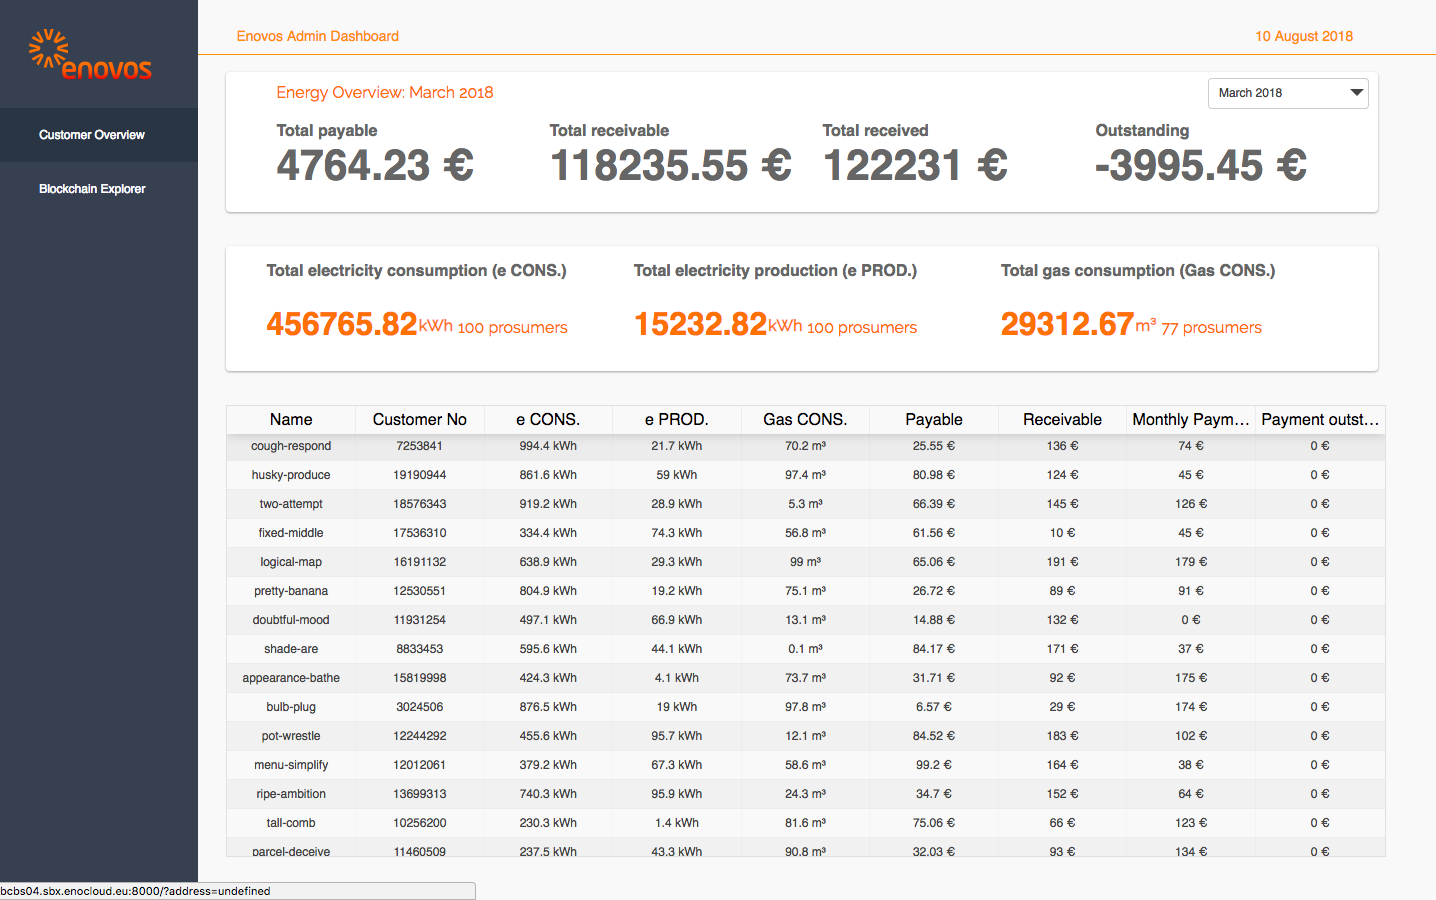 enovos
Enovos Admin Dashboard 10 August 2018
Customer Overview
Blockchain Explorer
Energy Overview: March 2018 March 2018
Total payable Total receivable Total received Outstanding
4764.23 € 118235.55 € 122231 € -3995.45 €
Total electricity consumption (e CONS.) Total electricity production (e PROD.) Total gas consumption (Gas CONS.)
456765.82 kWh 100 prosumers 15232.82 kWh 100 prosumers 29312.67 m³ 77 prosumers
Name Customer No e CONS. e PROD. Gas CONS. Payable Receivable Monthly Paym... Payment outst...
cough-respond 7253841 994.4 kWh 21.7 kWh 70.2 m³ 25.55 € 136 € 74 € 0 €
husky-produce 19190944 861.6 kWh 59 kWh 97.4 m³ 80.98 € 124 € 45 € 0 €
two-attempt 18576343 919.2 kWh 28.9 kWh 5.3 m³ 66.39 € 145 € 126 € 0 €
fixed-middle 17536310 334.4 kWh 74.3 kWh 56.8 m³ 61.56 € 10 € 45 € 0 €
logical-map 16191132 638.9 kWh 29.3 kWh 99 m³ 65.06 € 191 € 179 € 0 €
pretty-banana 12530551 804.9 kWh 19.2 kWh 75.1 m³ 26.72 € 89 € 91 € 0 €
doubtful-mood 11931254 497.1 kWh 66.9 kWh 13.1 m³ 14.88 € 132 € 0 € 0 €
shade-are 8833453 595.6 kWh 44.1 kWh 0.1 m³ 84.17 € 171 € 37 € 0 €
appearance-bathe 15819998 424.3 kWh 4.1 kWh 73.7 m³ 31.71 € 92 € 175 € 0 €
bulb-plug 3024506 876.5 kWh 19 kWh 97.8 m³ 6.57 € 29 € 174 € 0 €
pot-wrestle 12244292 455.6 kWh 95.7 kWh 12.1 m³ 84.52 € 183 € 102 € 0 €
menu-simplify 12012061 379.2 kWh 67.3 kWh 58.6 m³ 99.2 € 164 € 38 € 0 €
ripe-ambition 13699313 740.3 kWh 95.9 kWh 24.3 m³ 34.7 € 152 € 64 € 0 €
tall-comb 10256200 230.3 kWh 1.4 kWh 81.6 m³ 75.06 € 66 € 123 € 0 €
parcel-deceive 11460509 237.5 kWh 43.3 kWh 90.8 m³ 32.03 € 93 € 134 € 0 €
bcbs04.sbx.enocloud.eu:8000/?address=undefined